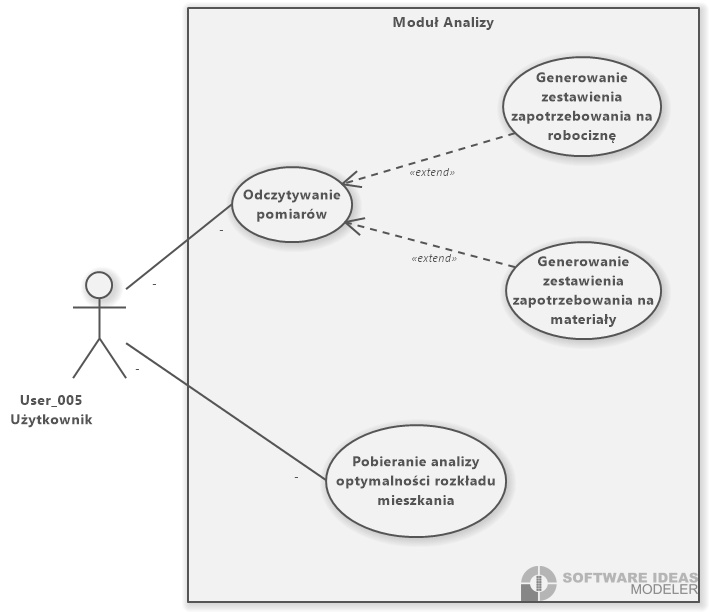 Moduł Analizy
Generowanie
zestawienia
zapotrzebowania na
robociznę
«extend»
Odczytywanie
pomiarów
-
-
«extend»
Generowanie
zestawienia
zapotrzebowania na
materiały
User_005
Użytkownik
-
-
Pobieranie analizy
optymalności rozkładu
mieszkania
SOFTWARE IDEAS
MODELER